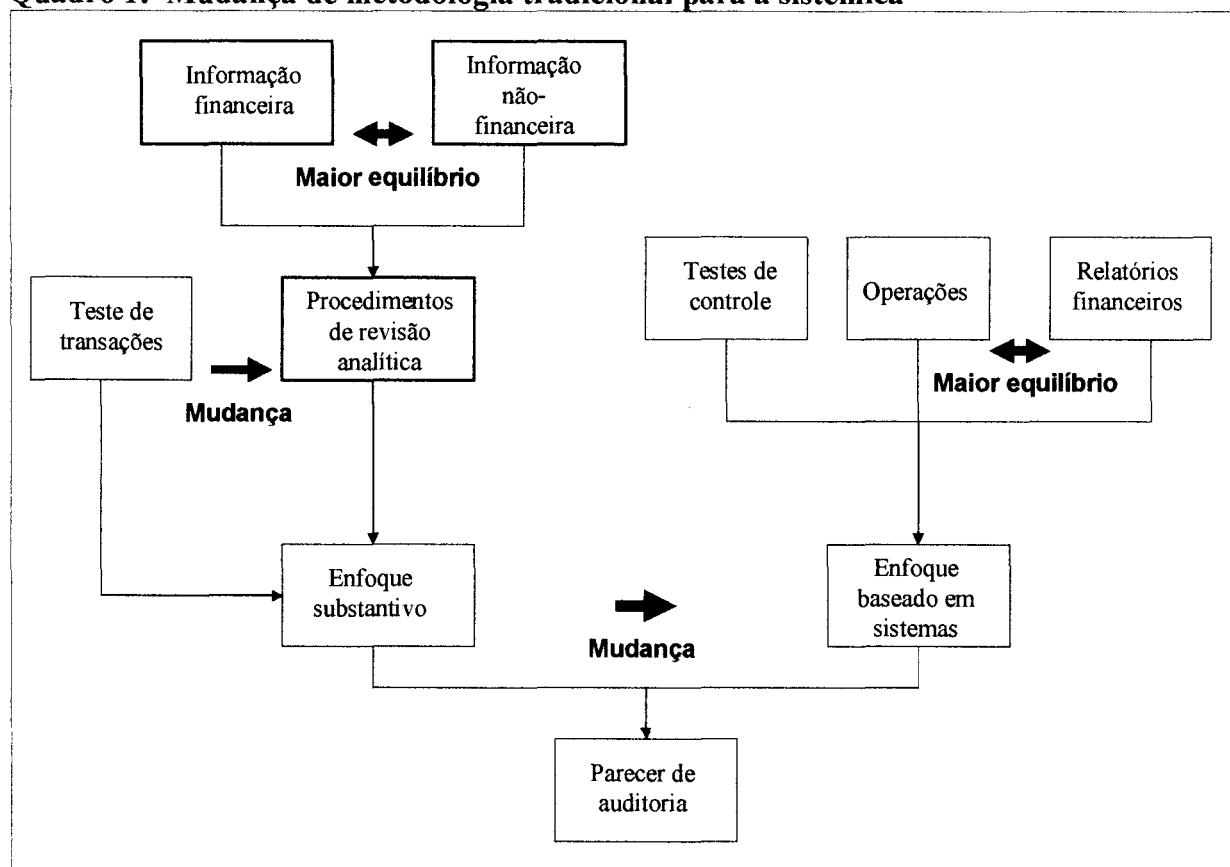 Quadro 1: Mudança de metodologia tradicional para a sistêmica
Informação
financeira
Informação
não-
financeira
Maior equilíbrio
Teste de
transações
Procedimentos
de revisão
analítica
Mudança
Testes de
controle
Operações
Relatórios
financeiros
Maior equilíbrio
Enfoque
substantivo
Mudança
Enfoque
baseado em
sistemas
Parecer de
auditoria